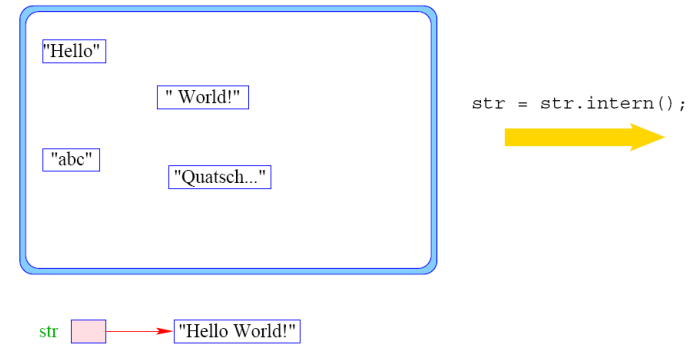 "Hello"
" World!"
str = str.intern();
"abc"
"Quatsch..."
str
"Hello World!"